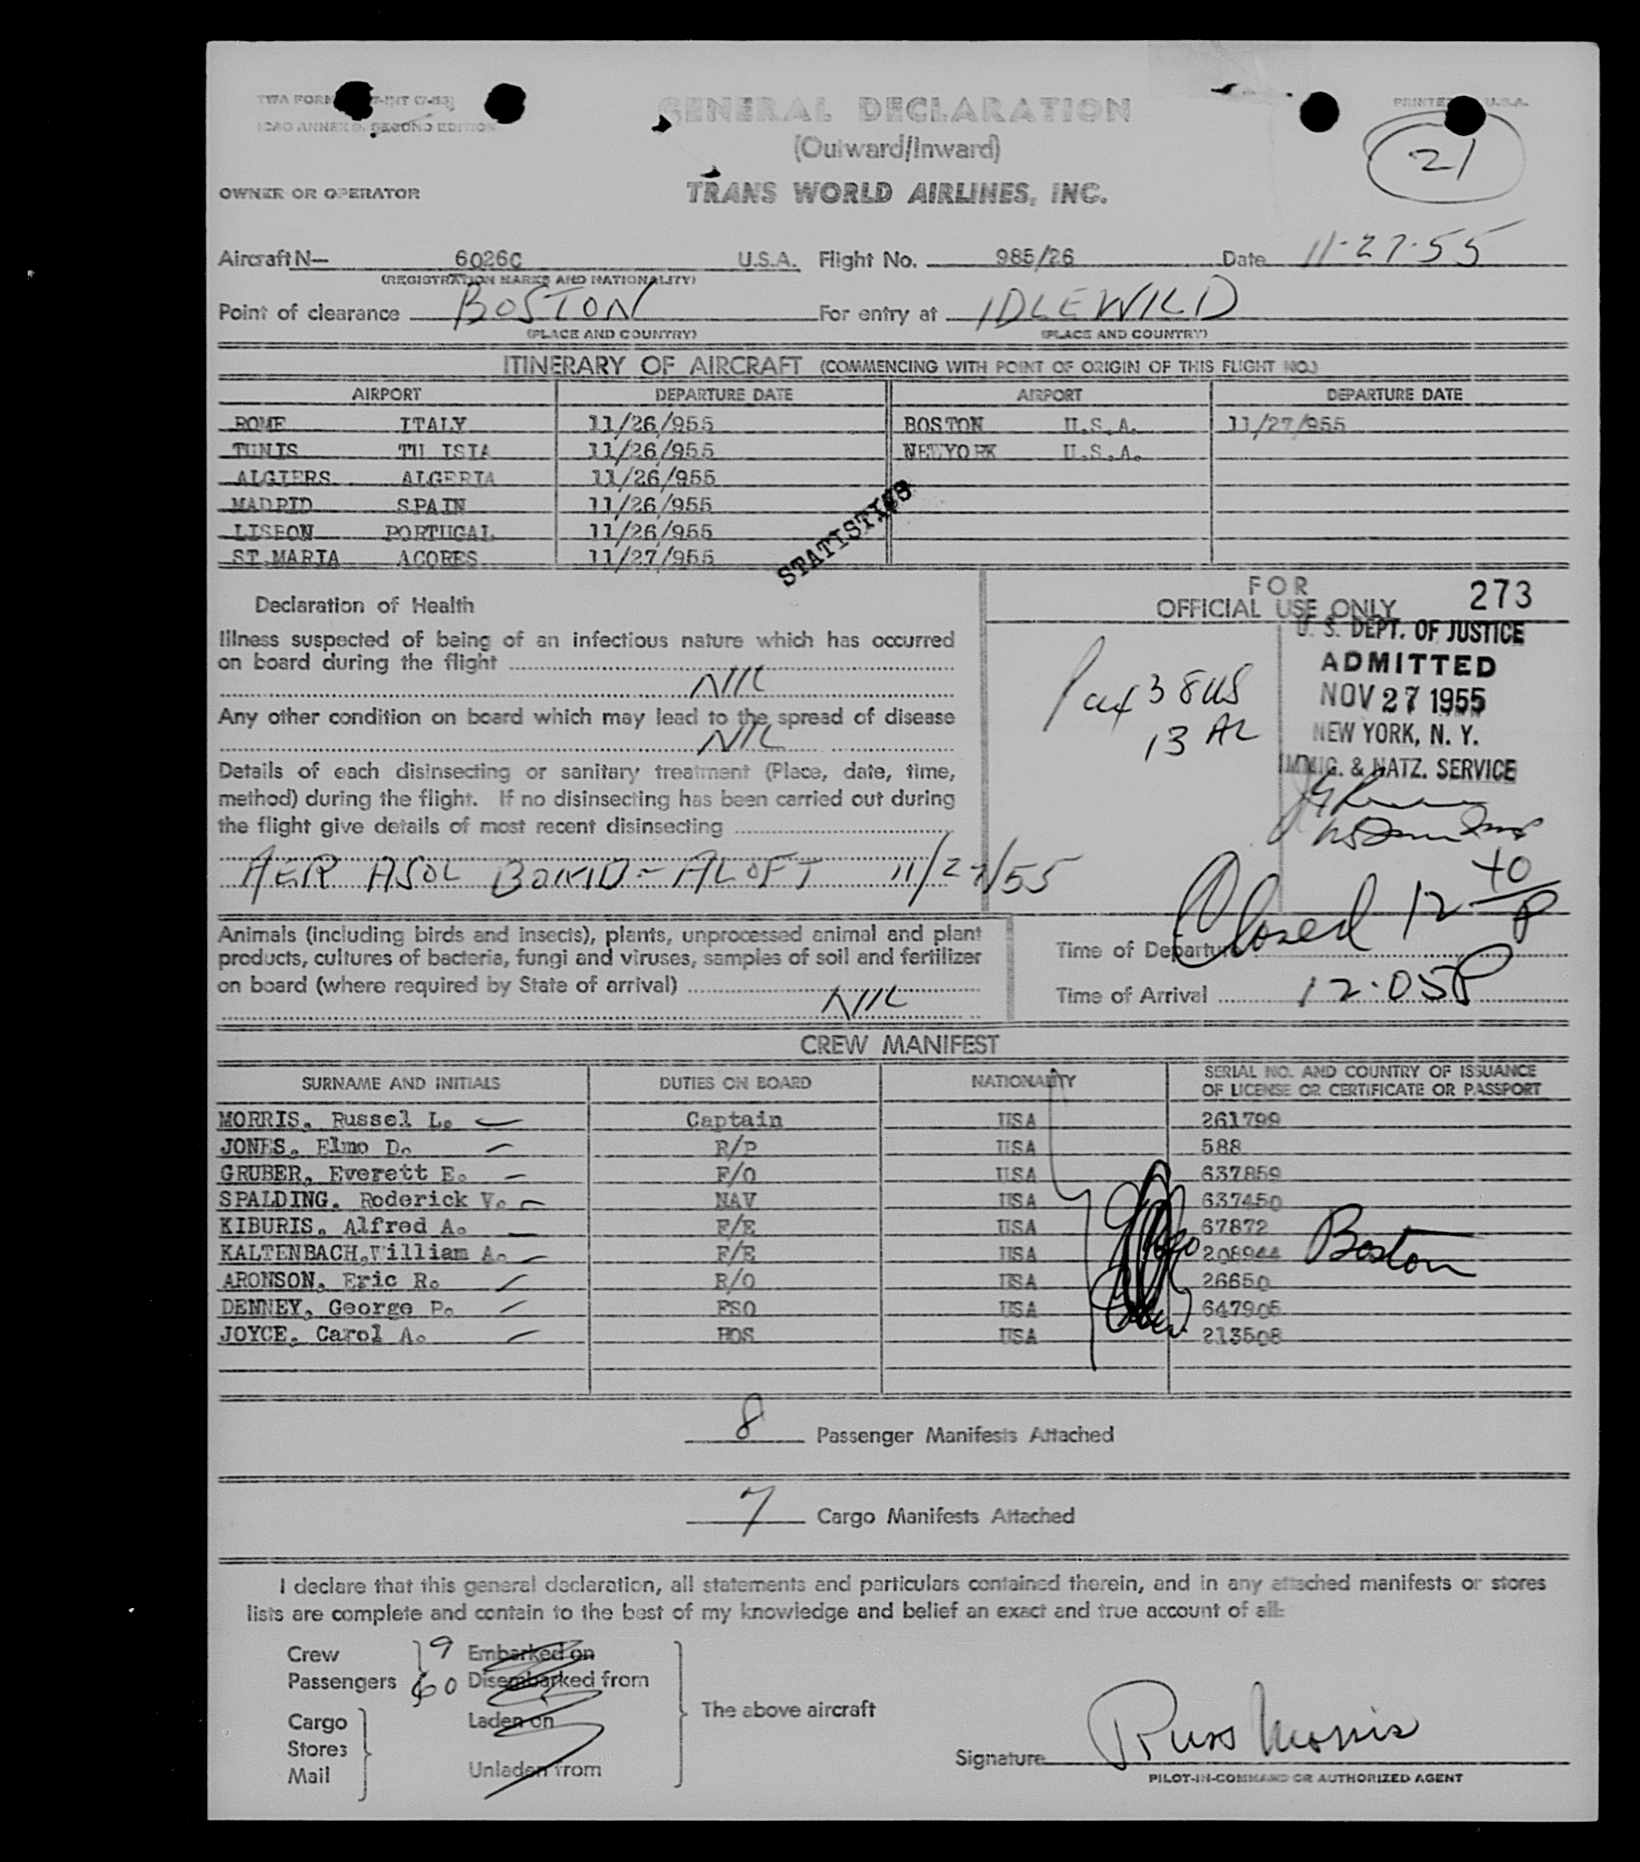 GENERAL DECLARATION
(Outward/Inward)
PRINTED U.S.A.
21
ICAO ANNEX 9, SECOND EDITION
OWNER OR OPERATOR TRANS WORLD AIRLINES, INC.
Aircraft N— 6026C U.S.A. Flight No. 985/26 Date 11-27-55
(REGISTRATION MARKS AND NATIONALITY)
Point of clearance BOSTON For entry at IDLEWILD
(PLACE AND COUNTRY) (PLACE AND COUNTRY)
ITINERARY OF AIRCRAFT (COMMENCING WITH POINT OF ORIGIN OF THIS FLIGHT NO.)
AIRPORT DEPARTURE DATE AIRPORT DEPARTURE DATE
ROME ITALY 11/26/955 BOSTON U.S.A. 11/27/955
TUNIS TU ISIA 11/26/955 NEWYORK U.S.A.
ALGIERS ALGERIA 11/26/955
MADRID SPAIN 11/26/955
LISBON PORTUGAL 11/26/955
ST.MARIA ACORES 11/27/955
STATISTICS
Declaration of Health
Illness suspected of being of an infectious nature which has occurred
on board during the flight
NIL
Any other condition on board which may lead to the spread of disease
NIL
Details of each disinsecting or sanitary treatment (Place, date, time,
method) during the flight. If no disinsecting has been carried out during
the flight give details of most recent disinsecting
AER ASOL BOMB - ALOFT 11/27/55
FOR
OFFICIAL USE ONLY
273
U. S. DEPT. OF JUSTICE
ADMITTED
NOV 27 1955
NEW YORK, N. Y.
IMMIG. & NATZ. SERVICE
Pax 38 US
13 AL
Animals (including birds and insects), plants, unprocessed animal and plant
products, cultures of bacteria, fungi and viruses, samples of soil and fertilizer
on board (where required by State of arrival)
NIL
Closed 12 40 P
Time of Departure
Time of Arrival 12.05P
CREW MANIFEST
SURNAME AND INITIALS DUTIES ON BOARD NATIONALITY SERIAL NO. AND COUNTRY OF ISSUANCE
OF LICENSE OR CERTIFICATE OR PASSPORT
MORRIS, Russel L. Captain USA 261799
JONES, Elmo D. R/P USA 588
GRUBER, Everett E. F/O USA 637859
SPALDING, Roderick V. NAV USA 637450
KIBURIS, Alfred A. F/E USA 67872
KALTENBACH,William A. F/E USA 208944
ARONSON, Eric R. R/O USA 26650
DENNEY, George P. FSO USA 647905
JOYCE, Carol A. HOS USA 213508
Boston
8 Passenger Manifests Attached
7 Cargo Manifests Attached
I declare that this general declaration, all statements and particulars contained therein, and in any attached manifests or stores
lists are complete and contain to the best of my knowledge and belief an exact and true account of all:
Crew 9 Embarked on
Passengers 60 Disembarked from
Cargo Laden on The above aircraft
Stores
Mail Unladen from
Signature Russ Morris
PILOT-IN-COMMAND OR AUTHORIZED AGENT